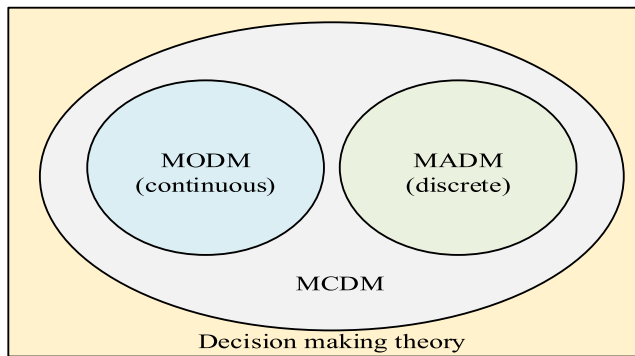 MODM
(continuous)
MADM
(discrete)
MCDM
Decision making theory